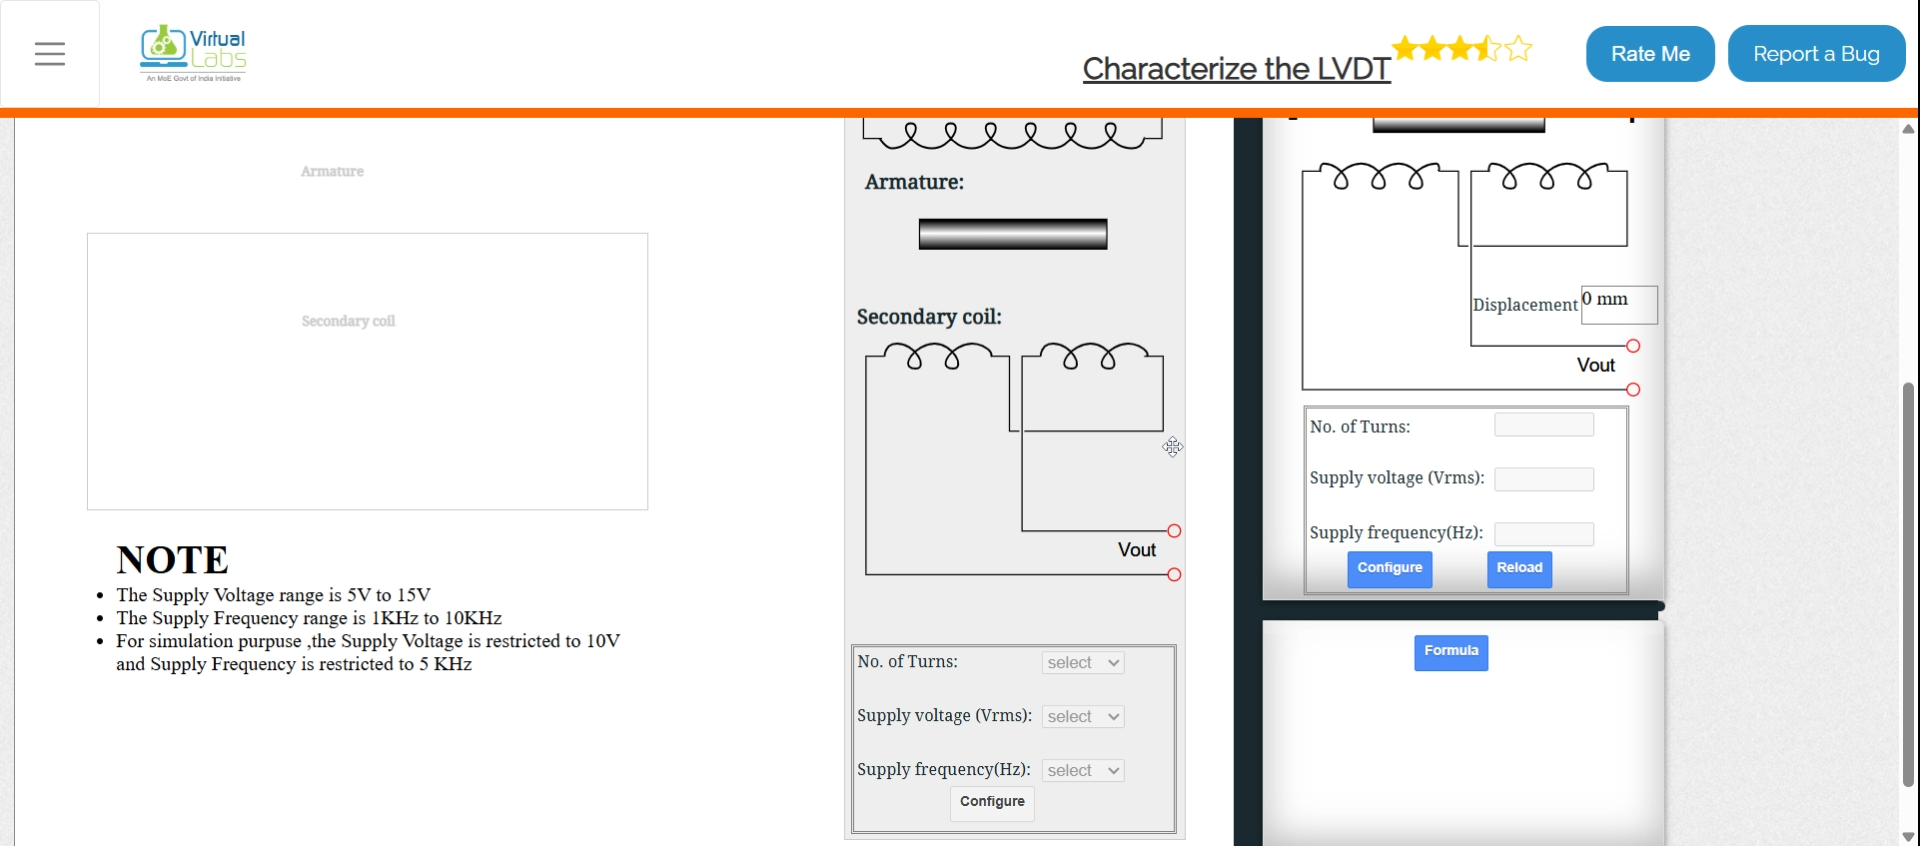 Virtual
Labs
An MoE Govt of India Initiative
Characterize the LVDT
Rate Me
Report a Bug
Armature
Secondary coil
NOTE
• The Supply Voltage range is 5V to 15V
• The Supply Frequency range is 1KHz to 10KHz
• For simulation purpuse ,the Supply Voltage is restricted to 10V
and Supply Frequency is restricted to 5 KHz
Armature:
Secondary coil:
Vout
No. of Turns: select
Supply voltage (Vrms): select
Supply frequency(Hz): select
Configure
Displacement 0 mm
Vout
No. of Turns:
Supply voltage (Vrms):
Supply frequency(Hz):
Configure Reload
Formula